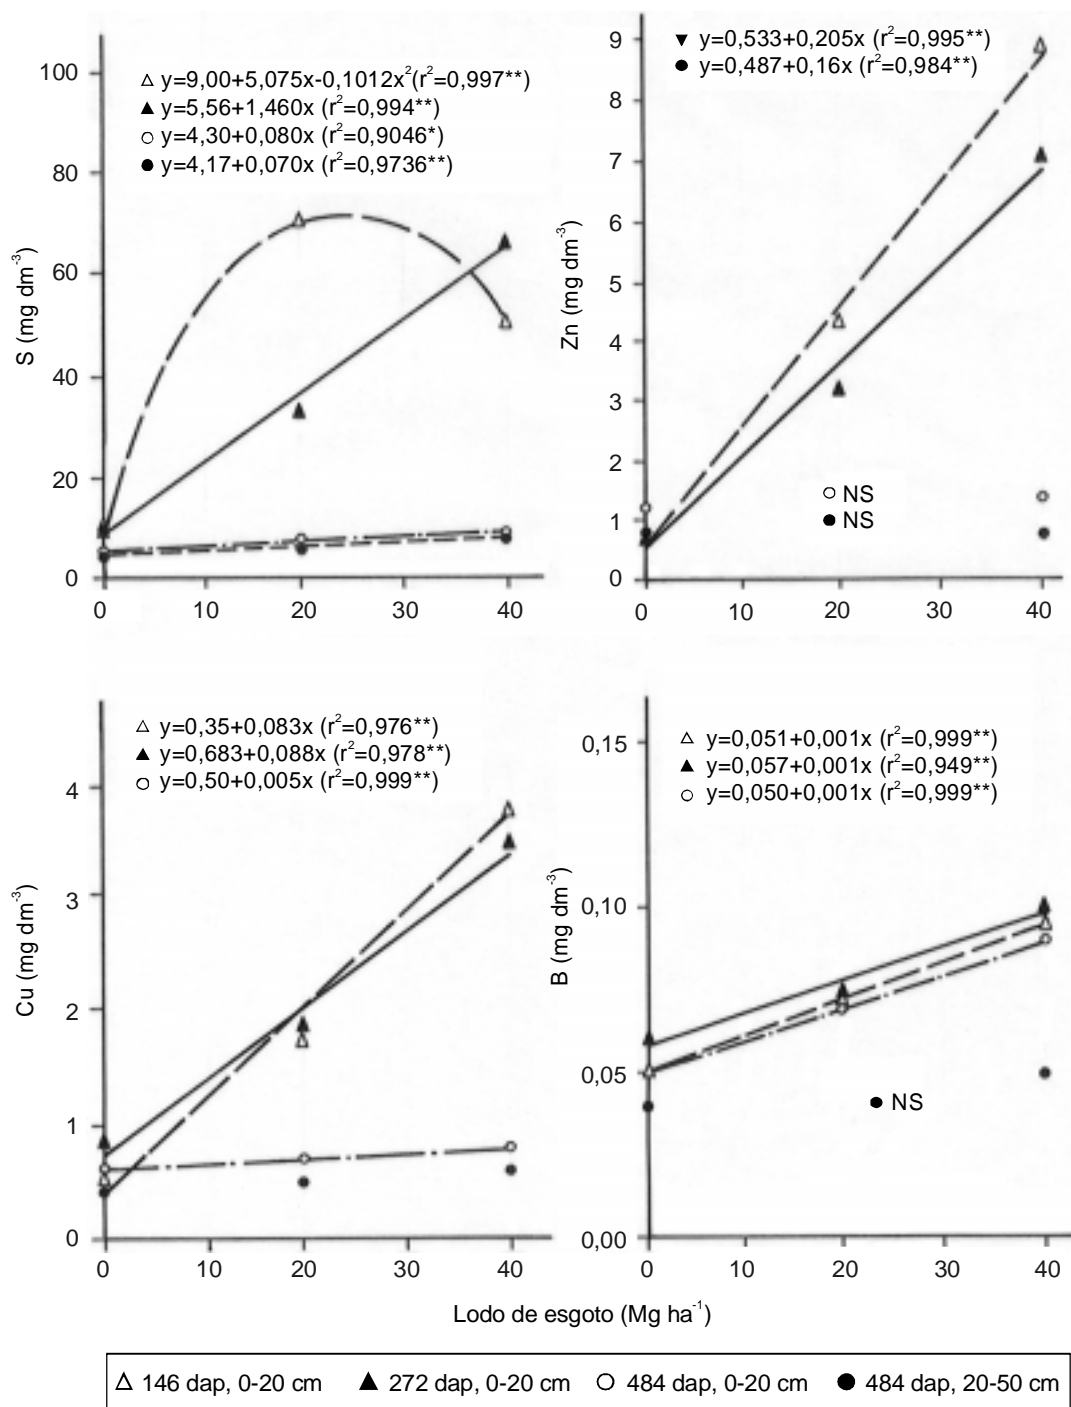 △ y=9,00+5,075x-0,1012x²(r²=0,997**)
▲ y=5,56+1,460x (r²=0,994**)
○ y=4,30+0,080x (r²=0,9046*)
● y=4,17+0,070x (r²=0,9736**)
S (mg dm⁻³)
100
80
60
40
20
0
0 10 20 30 40
▼ y=0,533+0,205x (r²=0,995**)
● y=0,487+0,16x (r²=0,984**)
Zn (mg dm⁻³)
9
8
7
6
5
4
3
2
1
0
○ NS
● NS
0 10 20 30 40
△ y=0,35+0,083x (r²=0,976**)
▲ y=0,683+0,088x (r²=0,978**)
○ y=0,50+0,005x (r²=0,999**)
Cu (mg dm⁻³)
4
3
2
1
0
0 10 20 30 40
△ y=0,051+0,001x (r²=0,999**)
▲ y=0,057+0,001x (r²=0,949**)
○ y=0,050+0,001x (r²=0,999**)
B (mg dm⁻³)
0,15
0,10
0,05
0,00
● NS
0 10 20 30 40
Lodo de esgoto (Mg ha⁻¹)
△ 146 dap, 0-20 cm ▲ 272 dap, 0-20 cm ○ 484 dap, 0-20 cm ● 484 dap, 20-50 cm